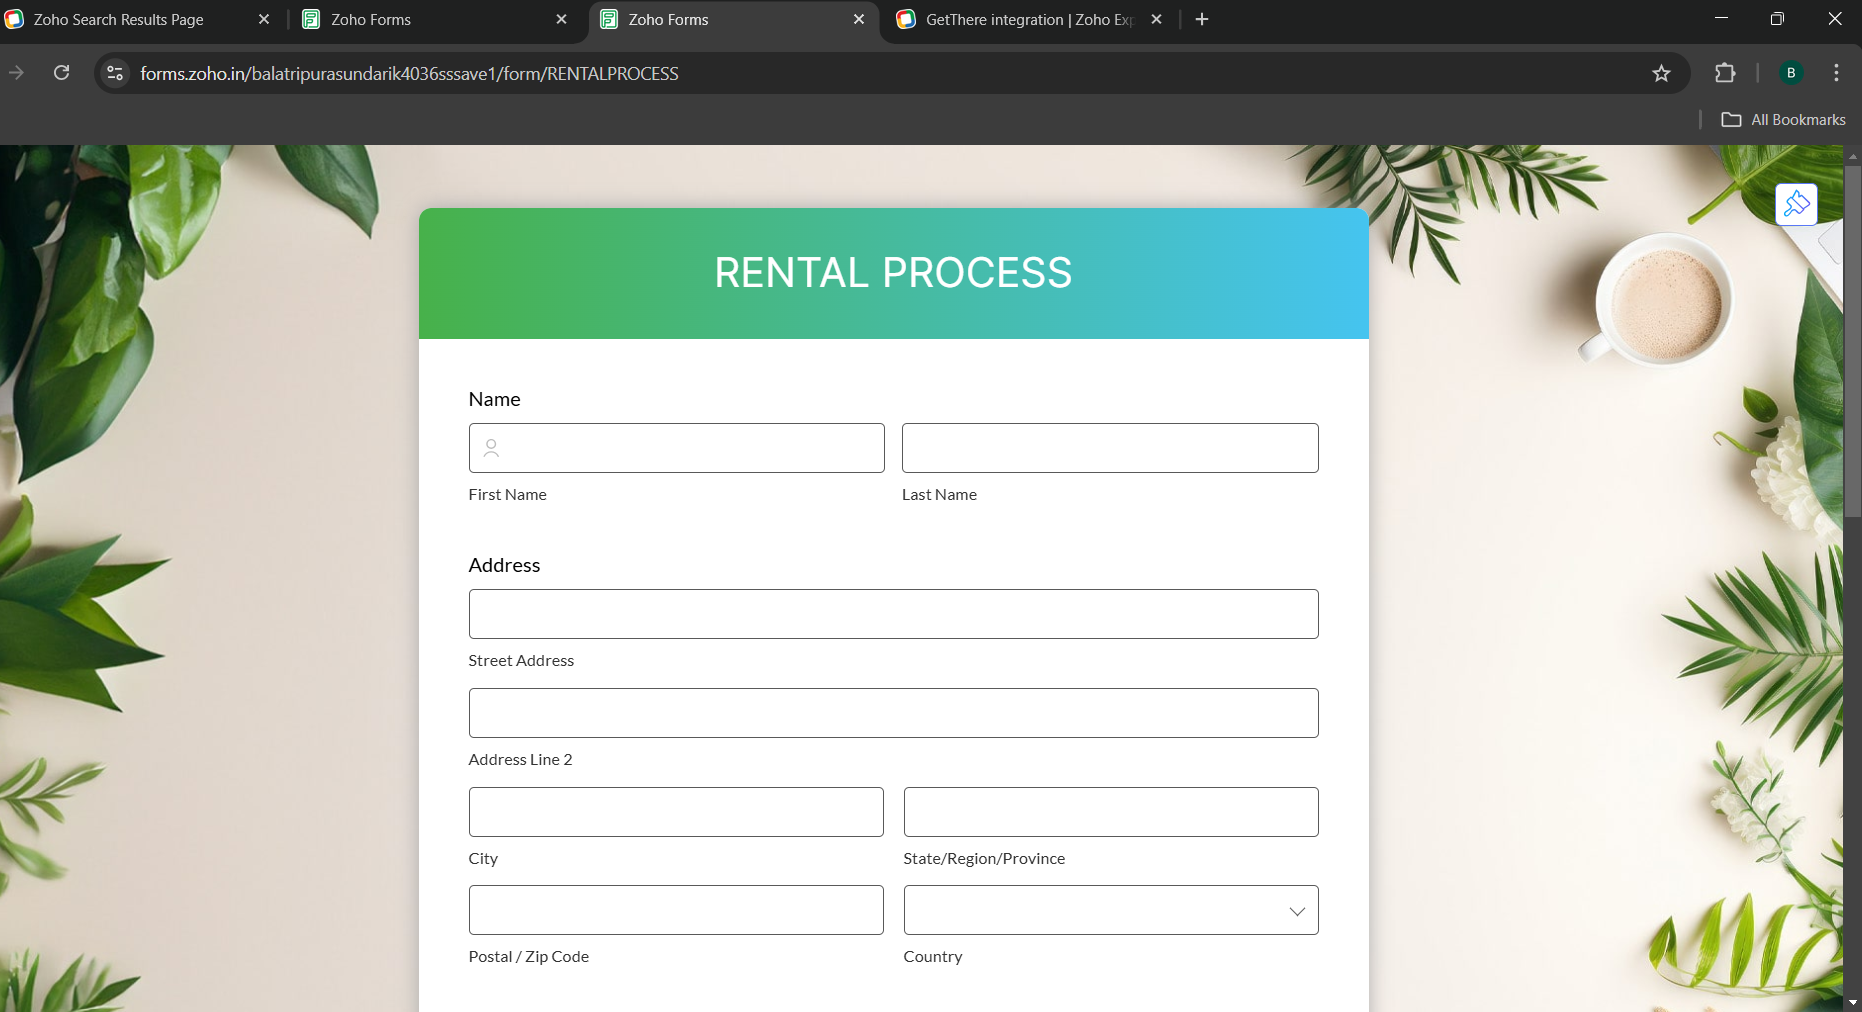 Zoho Search Results Page
Zoho Forms
Zoho Forms
GetThere integration | Zoho Exp
forms.zoho.in/balatripurasundarik4036sssave1/form/RENTALPROCESS
B
All Bookmarks
RENTAL PROCESS
Name
First Name Last Name
Address
Street Address
Address Line 2
City State/Region/Province
Postal / Zip Code Country